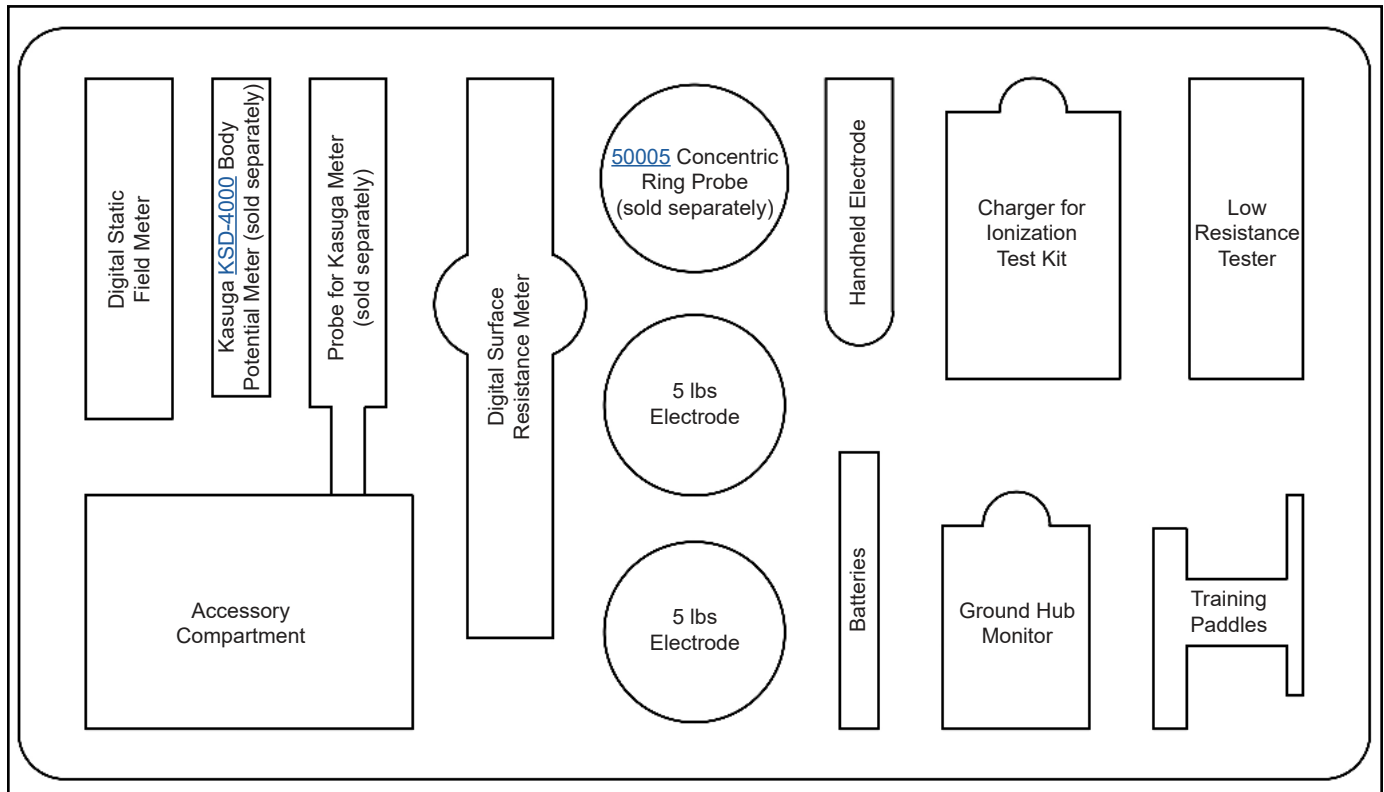 Digital Static
Field Meter
Kasuga KSD-4000 Body
Potential Meter (sold separately)
Probe for Kasuga Meter
(sold separately)
Digital Surface
Resistance Meter
50005 Concentric
Ring Probe
(sold separately)
Handheld Electrode
Charger for
Ionization
Test Kit
Low
Resistance
Tester
5 lbs
Electrode
Accessory
Compartment
5 lbs
Electrode
Batteries
Ground Hub
Monitor
Training
Paddles